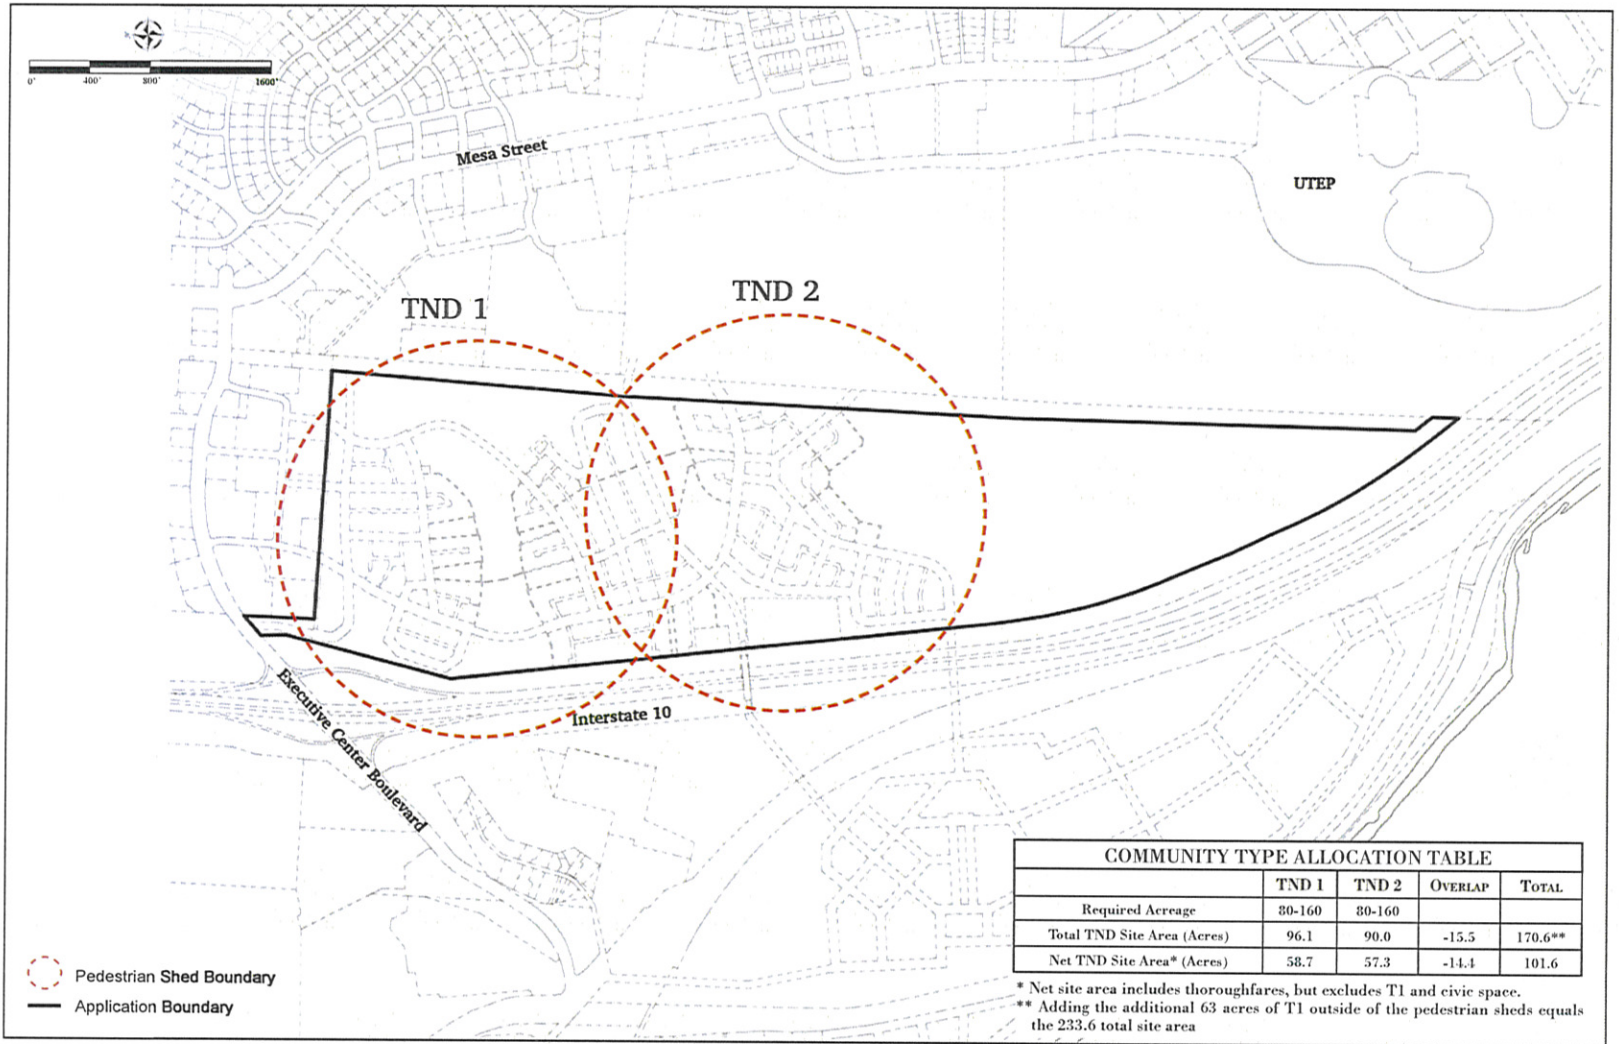 0' 400' 800' 1600'
Mesa Street
UTEP
TND 1
TND 2
Interstate 10
Executive Center Boulevard
COMMUNITY TYPE ALLOCATION TABLE
TND 1 TND 2 OVERLAP TOTAL
Required Acreage 80-160 80-160
Total TND Site Area (Acres) 96.1 90.0 -15.5 170.6**
Net TND Site Area* (Acres) 58.7 57.3 -14.4 101.6
* Net site area includes thoroughfares, but excludes T1 and civic space.
** Adding the additional 63 acres of T1 outside of the pedestrian sheds equals
the 233.6 total site area
Pedestrian Shed Boundary
Application Boundary